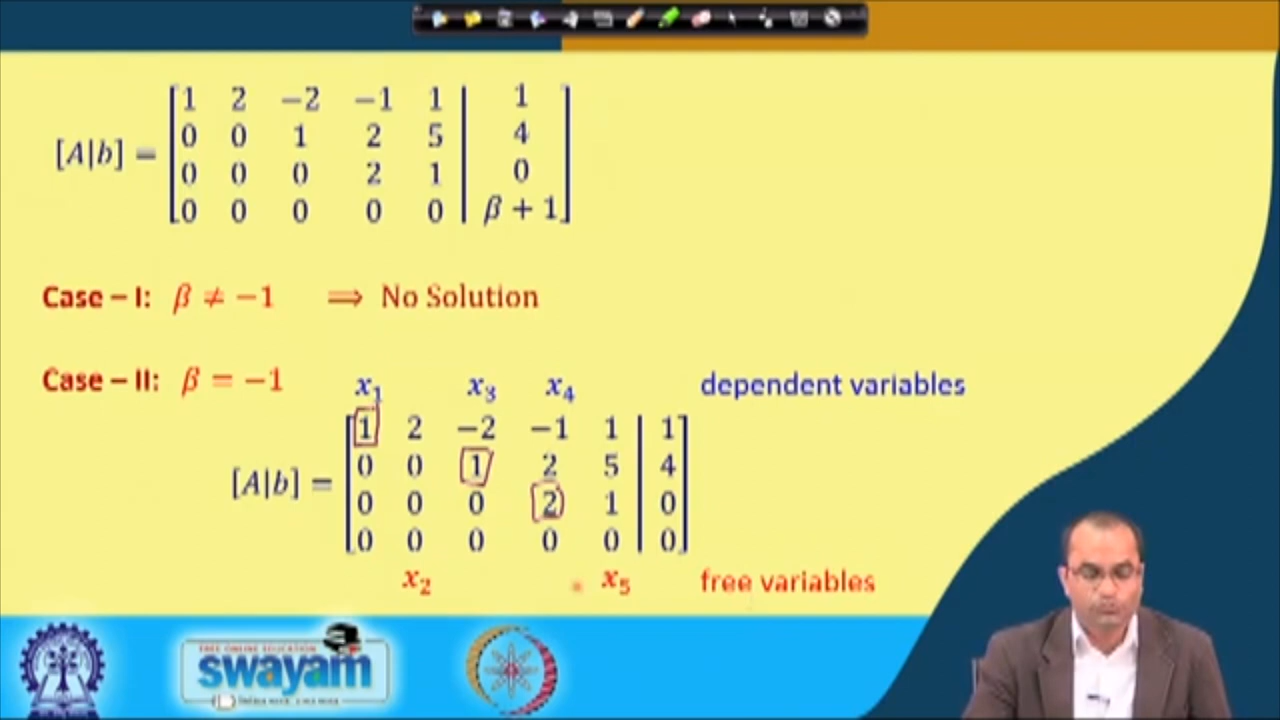 [A|b] = [1 2 −2 −1 1 | 1
0 0 1 2 5 | 4
0 0 0 2 1 | 0
0 0 0 0 0 | β + 1]
Case – I: β ≠ −1 ⟹ No Solution
Case – II: β = −1
x₁ x₃ x₄ dependent variables
[A|b] = [1 2 −2 −1 1 | 1
0 0 1 2 5 | 4
0 0 0 2 1 | 0
0 0 0 0 0 | 0]
x₂ x₅ free variables
FREE ONLINE EDUCATION
swayam